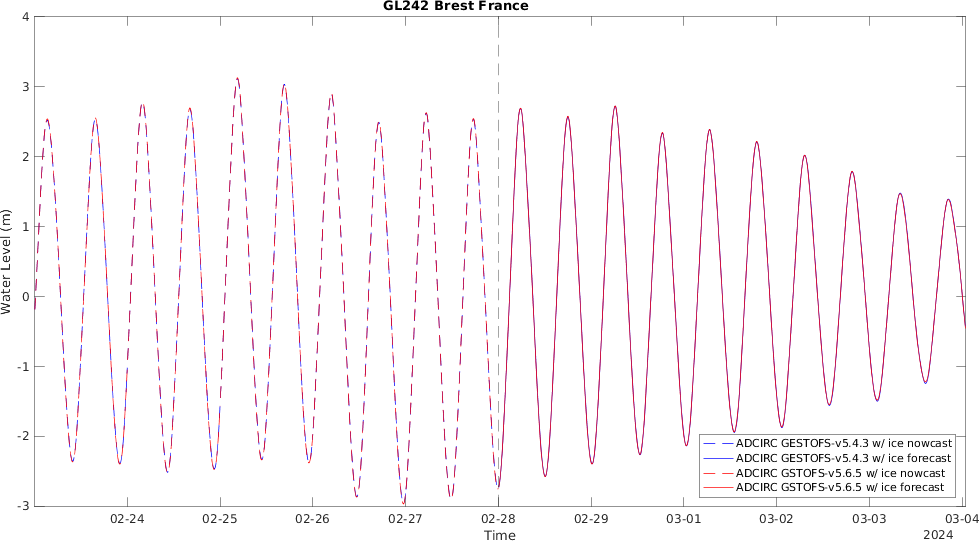 GL242 Brest France
4
3
2
1
0
-1
-2
-3
Water Level (m)
02-24 02-25 02-26 02-27 02-28 02-29 03-01 03-02 03-03 03-04
Time
2024
ADCIRC GESTOFS-v5.4.3 w/ ice nowcast
ADCIRC GESTOFS-v5.4.3 w/ ice forecast
ADCIRC GSTOFS-v5.6.5 w/ ice nowcast
ADCIRC GSTOFS-v5.6.5 w/ ice forecast